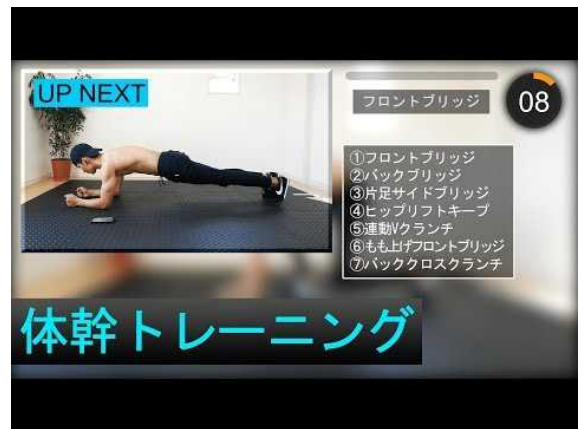 UP NEXT
フロントブリッジ
08
①フロントブリッジ
②バックブリッジ
③片足サイドブリッジ
④ヒップリフトキープ
⑤連動Vクランチ
⑥もも上げフロントブリッジ
⑦バッククロスクランチ
体幹トレーニング